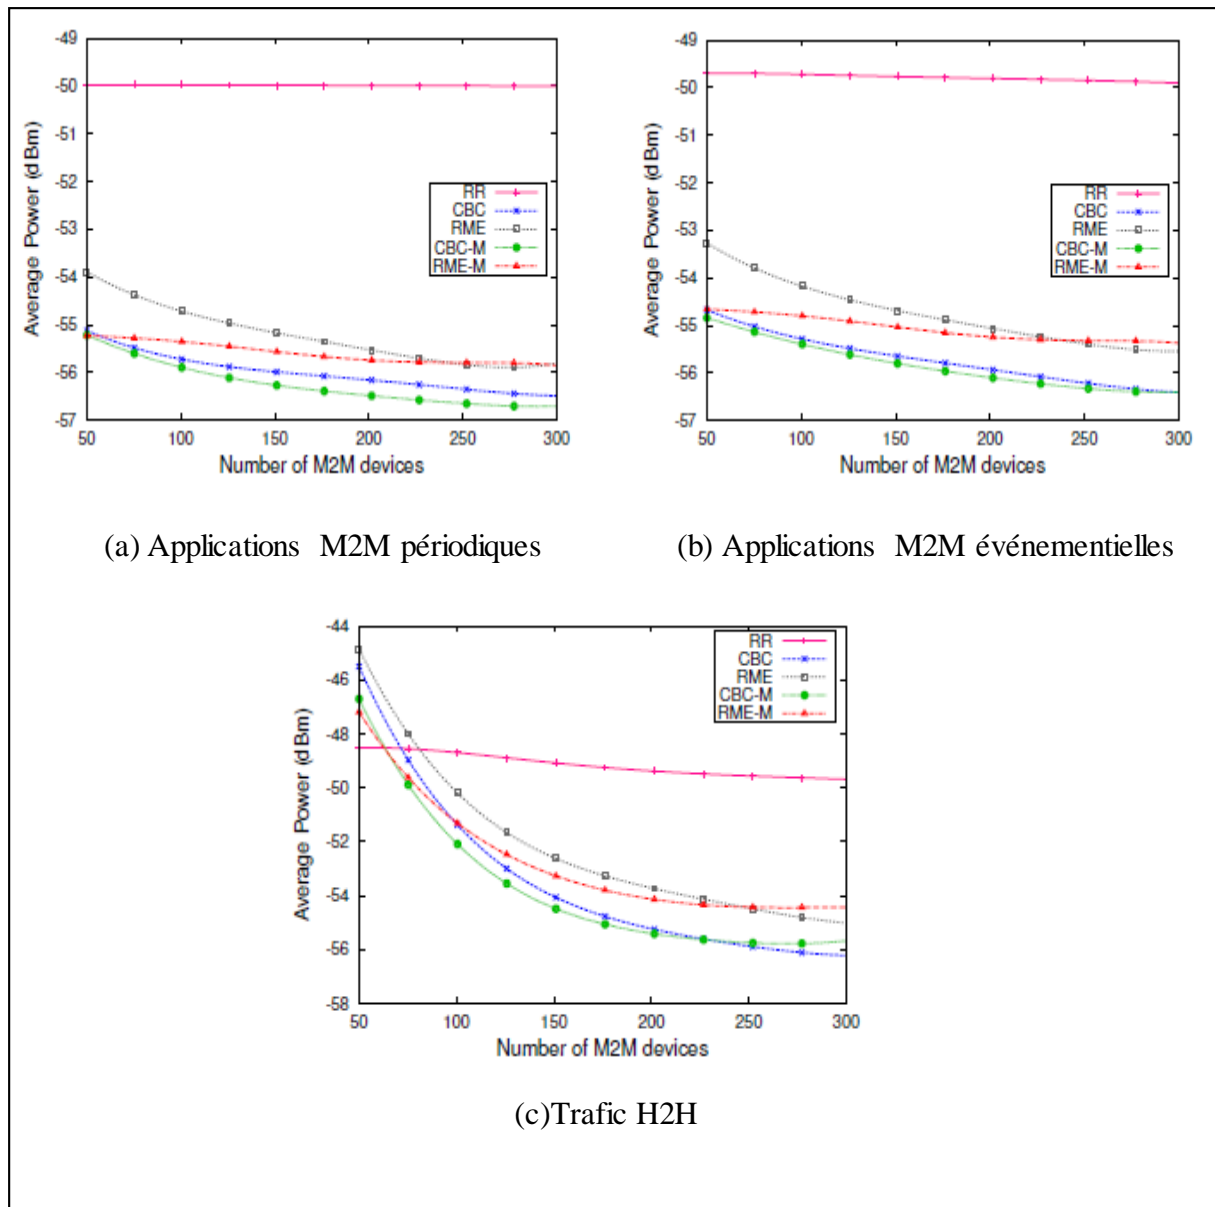 -49
-50
-51
-52
-53
-54
-55
-56
-57
Average Power (dBm)
RR
CBC
RME
CBC-M
RME-M
50 100 150 200 250 300
Number of M2M devices
(a) Applications M2M périodiques
-49
-50
-51
-52
-53
-54
-55
-56
-57
Average Power (dBm)
RR
CBC
RME
CBC-M
RME-M
50 100 150 200 250 300
Number of M2M devices
(b) Applications M2M événementielles
-44
-46
-48
-50
-52
-54
-56
-58
Average Power (dBm)
RR
CBC
RME
CBC-M
RME-M
50 100 150 200 250 300
Number of M2M devices
(c)Trafic H2H